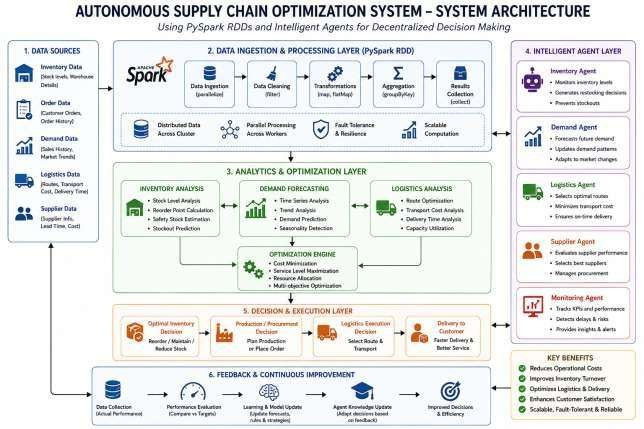 AUTONOMOUS SUPPLY CHAIN OPTIMIZATION SYSTEM – SYSTEM ARCHITECTURE
Using PySpark RDDs and Intelligent Agents for Decentralized Decision Making
1. DATA SOURCES
Inventory Data
(Stock levels, Warehouse
Details)
Order Data
(Customer Orders,
Order History)
Demand Data
(Sales History,
Market Trends)
Logistics Data
(Routes, Transport
Cost, Delivery Time)
Supplier Data
(Supplier Info,
Lead Time, Cost)
2. DATA INGESTION & PROCESSING LAYER (PySpark RDD)
APACHE
Spark
Data
Ingestion
(parallelize)
Data
Cleaning
(filter)
Transformations
(map, flatMap)
Σ
Aggregation
(groupByKey)
Results
Collection
(collect)
Distributed Data
Across Cluster
Parallel Processing
Across Workers
Fault Tolerance
& Resilience
Scalable
Computation
3. ANALYTICS & OPTIMIZATION LAYER
INVENTORY ANALYSIS
• Stock Level Analysis
• Reorder Point Calculation
• Safety Stock Estimation
• Stockout Prediction
DEMAND FORECASTING
• Time Series Analysis
• Trend Analysis
• Demand Prediction
• Seasonality Detection
LOGISTICS ANALYSIS
• Route Optimization
• Transport Cost Analysis
• Delivery Time Analysis
• Capacity Utilization
OPTIMIZATION ENGINE
• Cost Minimization
• Service Level Maximization
• Resource Allocation
• Multi-objective Optimization
4. INTELLIGENT AGENT LAYER
Inventory Agent
• Monitors inventory levels
• Generates restocking decisions
• Prevents stockouts
Demand Agent
• Forecasts future demand
• Updates demand patterns
• Adapts to market changes
Logistics Agent
• Selects optimal routes
• Minimizes transport cost
• Ensures on-time delivery
Supplier Agent
• Evaluates supplier performance
• Selects best suppliers
• Manages procurement
Monitoring Agent
• Tracks KPIs and performance
• Detects delays & risks
• Provides insights & alerts
5. DECISION & EXECUTION LAYER
Optimal Inventory
Decision
Reorder / Maintain /
Reduce Stock
Production / Procurement
Decision
Plan Production
or Place Order
Logistics Execution
Decision
Select Route &
Transport
Delivery to
Customer
Faster Delivery &
Better Service
6. FEEDBACK & CONTINUOUS IMPROVEMENT
Data Collection
(Actual Performance)
Performance Evaluation
(Compare vs Targets)
Learning & Model Update
(Update forecasts,
rules & strategies)
Agent Knowledge Update
(Adapt decisions based
on feedback)
Improved Decisions
& Efficiency
KEY BENEFITS
Reduces Operational Costs
Improves Inventory Turnover
Optimizes Logistics & Delivery
Enhances Customer Satisfaction
Scalable, Fault-Tolerant & Reliable